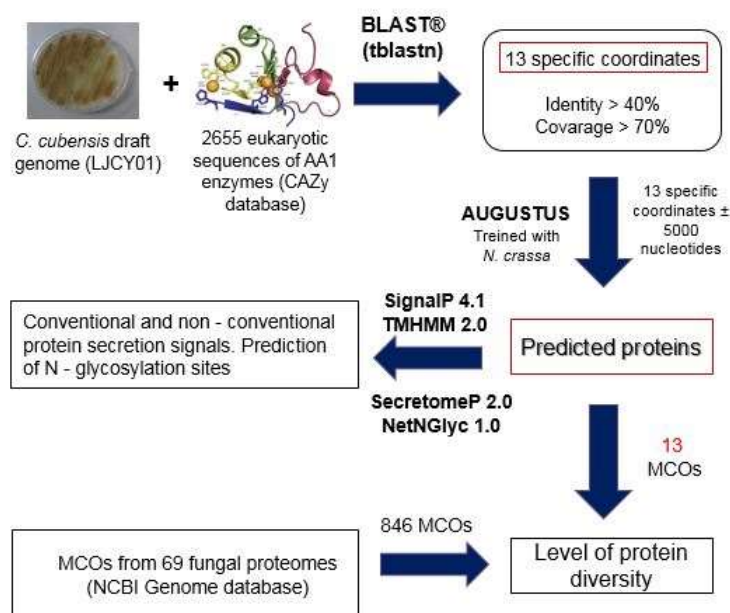 BLAST®
(tblastn)
+
C. cubensis draft
genome (LJCY01)
2655 eukaryotic
sequences of AA1
enzymes (CAZy
database)
13 specific coordinates
Identity > 40%
Covarage > 70%
AUGUSTUS
Treined with
N. crassa
13 specific
coordinates ±
5000
nucleotides
SignalP 4.1
TMHMM 2.0
Conventional and non - conventional
protein secretion signals. Prediction
of N - glycosylation sites
Predicted proteins
SecretomeP 2.0
NetNGlyc 1.0
13
MCOs
846 MCOs
MCOs from 69 fungal proteomes
(NCBI Genome database)
Level of protein
diversity